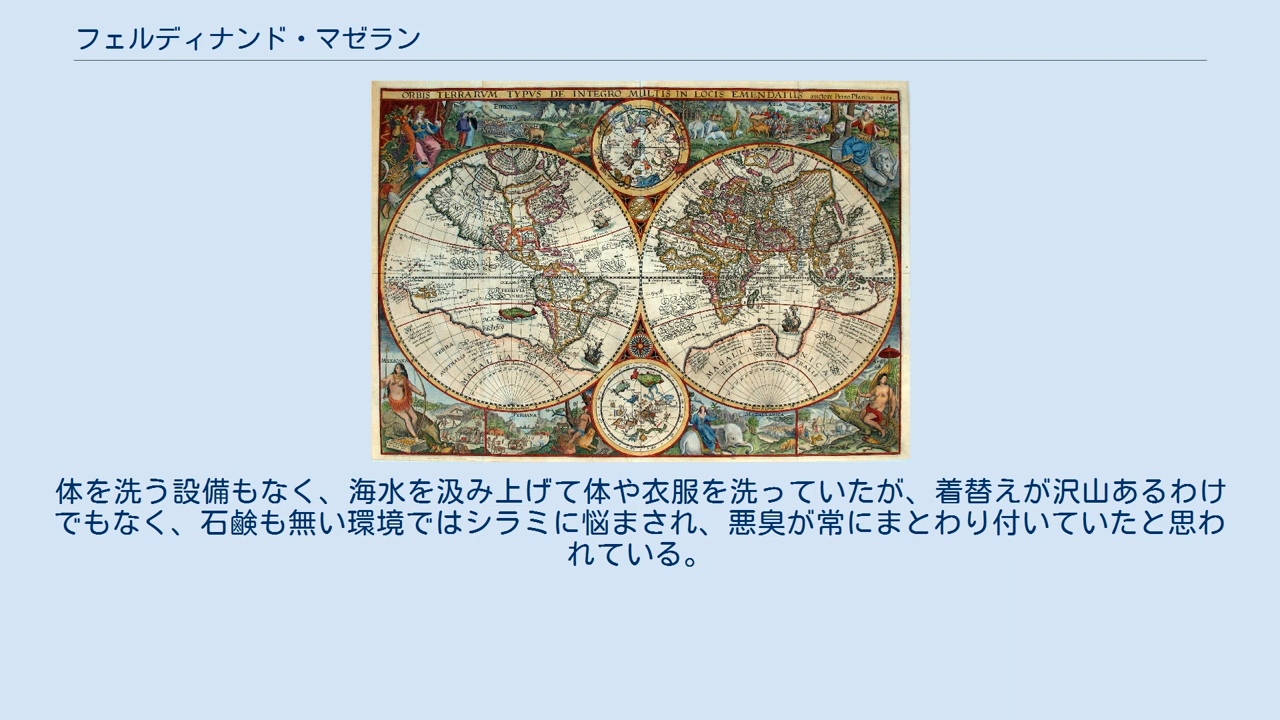 フェルディナンド・マゼラン
ORBIS TERRARVM TYPVS DE INTEGRO MULTIS IN LOCIS EMENDATUS
体を洗う設備もなく、海水を汲み上げて体や衣服を洗っていたが、着替えが沢山あるわけ
でもなく、石鹸も無い環境ではシラミに悩まされ、悪臭が常にまとわり付いていたと思わ
れている。